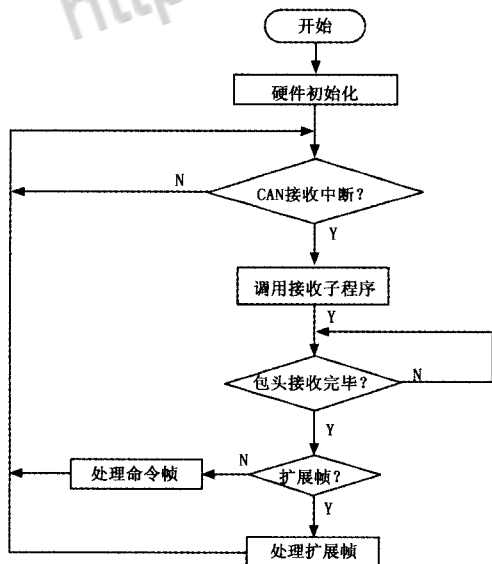 http
开始
硬件初始化
CAN接收中断?
N
Y
调用接收子程序
Y
包头接收完毕?
N
Y
扩展帧?
N
处理命令帧
Y
处理扩展帧